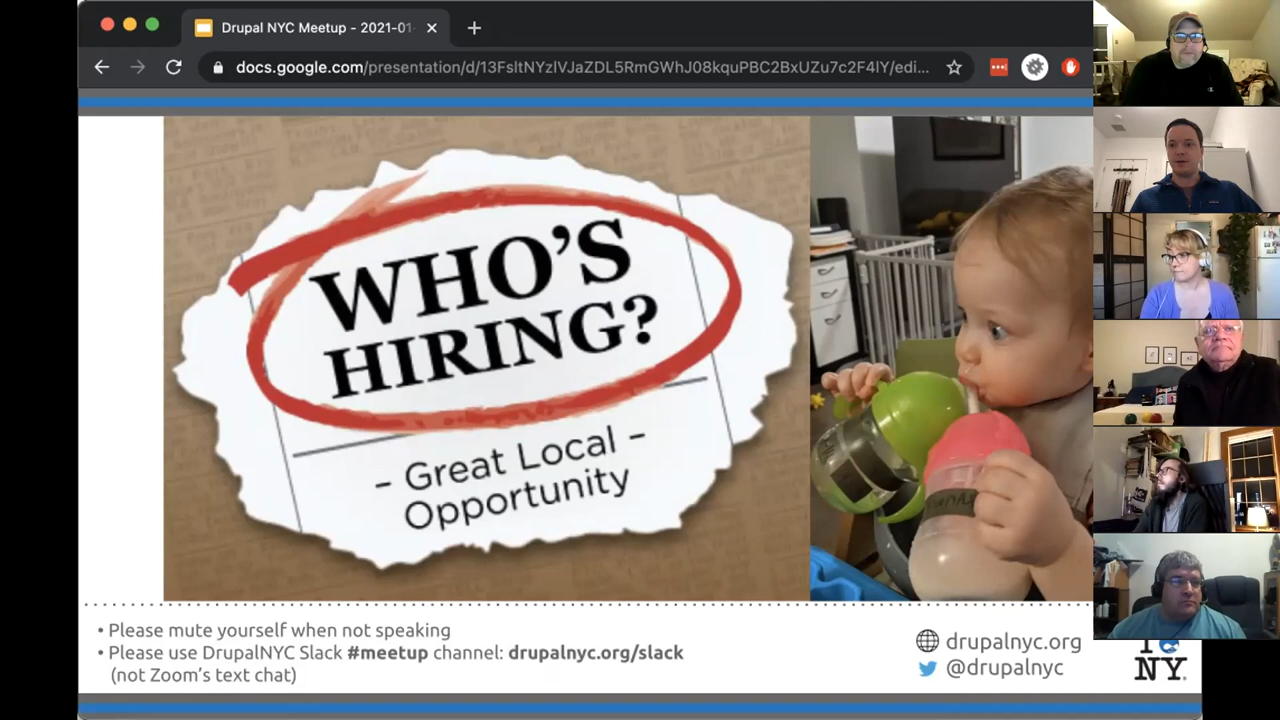 Drupal NYC Meetup - 2021-01
docs.google.com/presentation/d/13FsltNYzlVJaZDL5RmGWhJ08kquPBC2BxUZu7c2F4lY/edi...
WHO'S
HIRING?
- Great Local -
Opportunity
• Please mute yourself when not speaking
• Please use DrupalNYC Slack #meetup channel: drupalnyc.org/slack
(not Zoom's text chat)
drupalnyc.org
@drupalnyc
NY